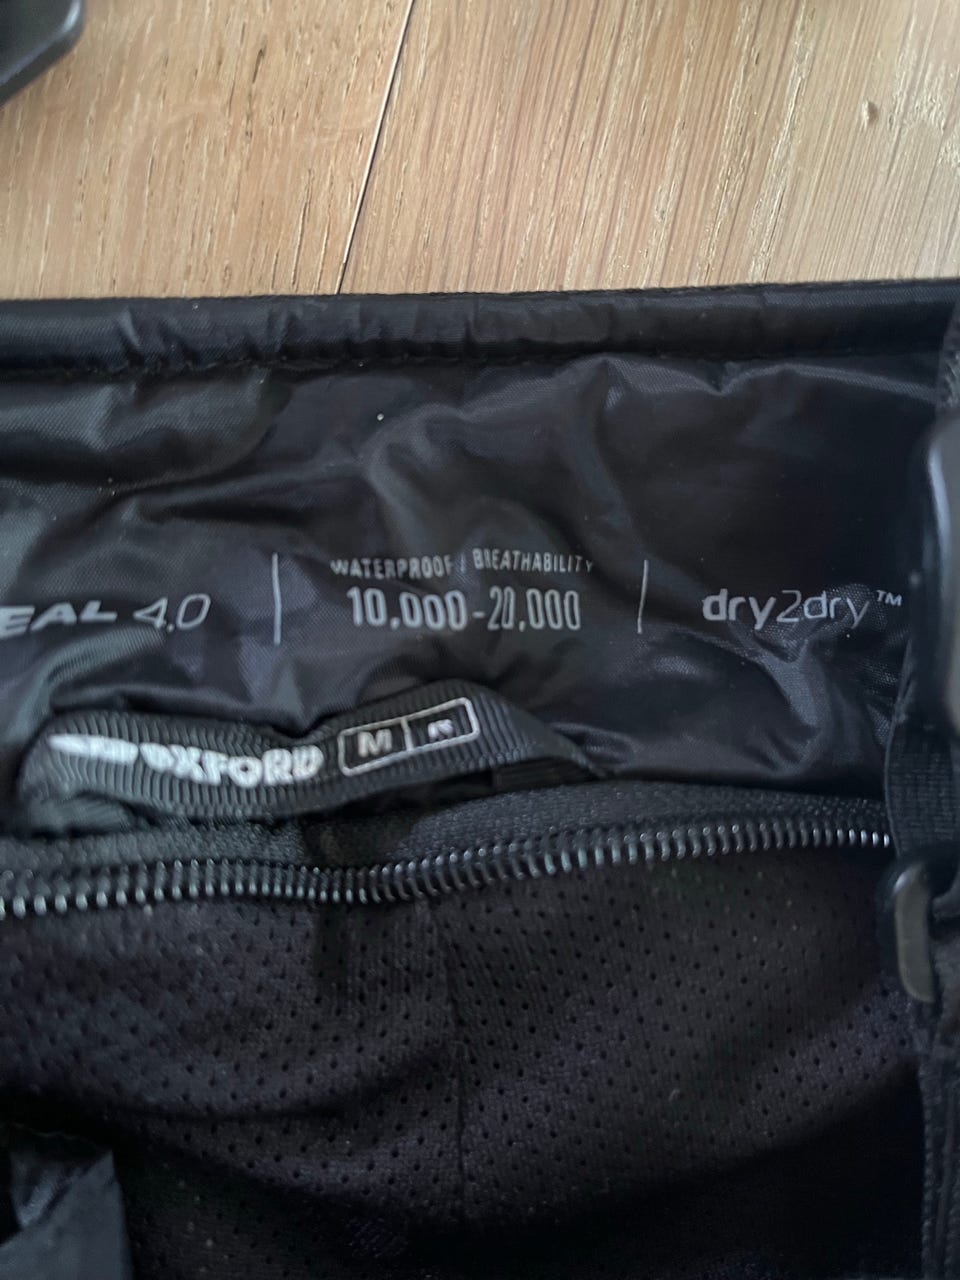 EAL 4.0
WATERPROOF | BREATHABILITY
10,000-20,000
dry2dry™
OXFORD M R